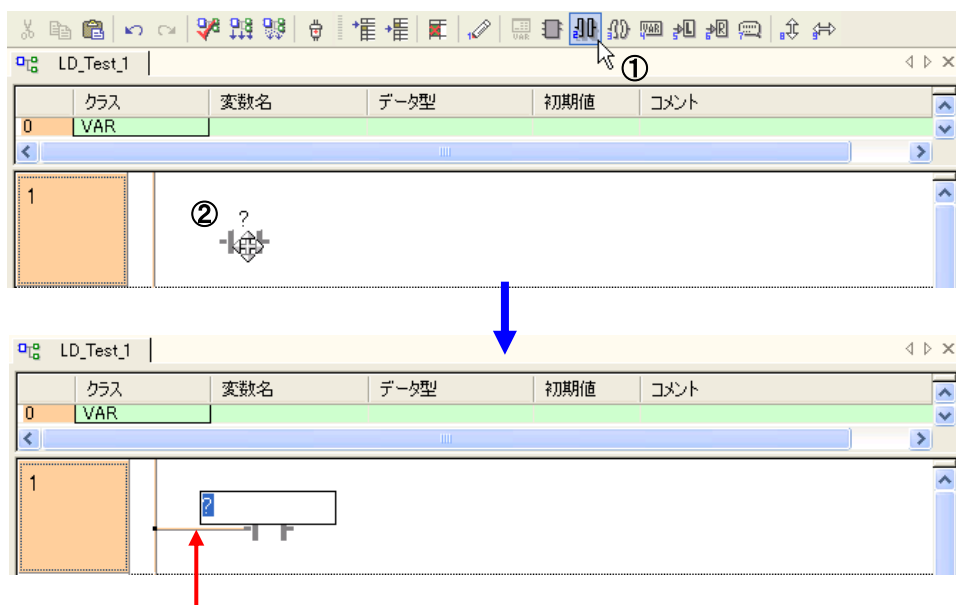 VAR VAR L R
①
LD_Test_1
クラス 変数名 データ型 初期値 コメント
0 VAR
1
②
?
LD_Test_1
クラス 変数名 データ型 初期値 コメント
0 VAR
1
?